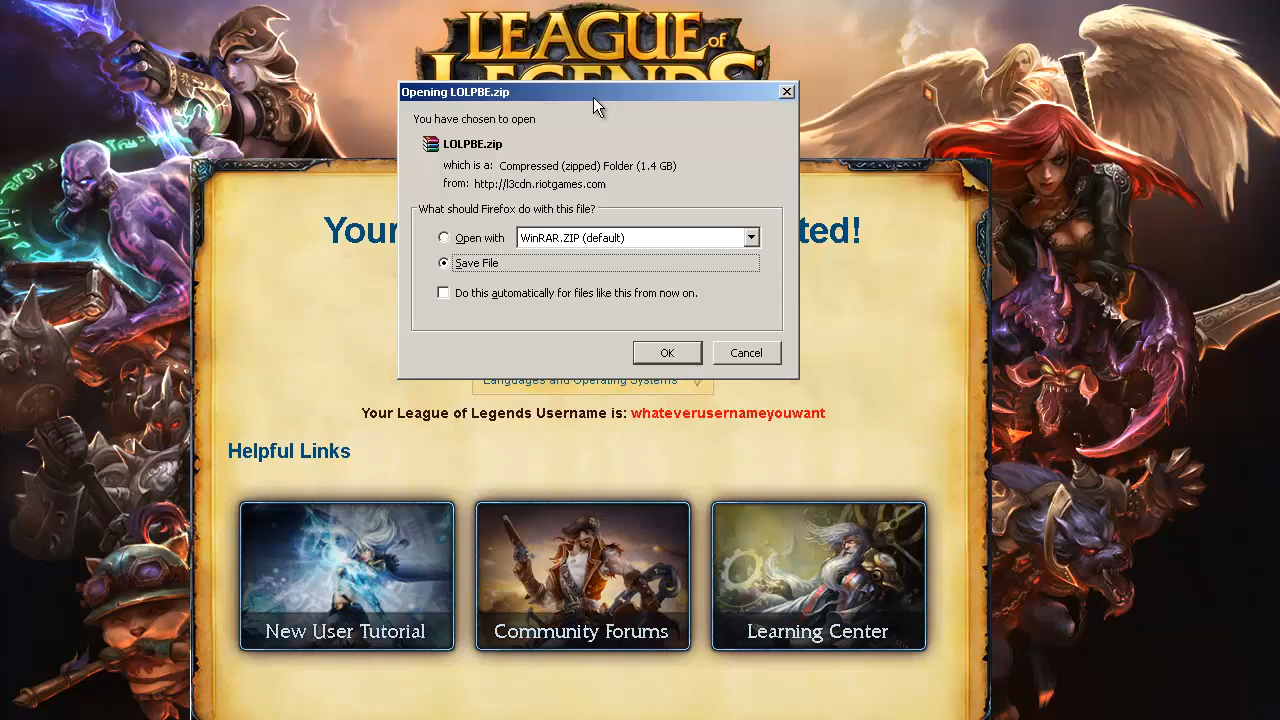 LEAGUE of
LEGENDS
Opening LOLPBE.zip
You have chosen to open
LOLPBE.zip
which is a: Compressed (zipped) Folder (1.4 GB)
from: http://l3cdn.riotgames.com
What should Firefox do with this file?
Open with WinRAR.ZIP (default)
Save File
Do this automatically for files like this from now on.
OK Cancel
Your ted!
Languages and Operating Systems
Your League of Legends Username is: whateverusernameyouwant
Helpful Links
New User Tutorial Community Forums Learning Center